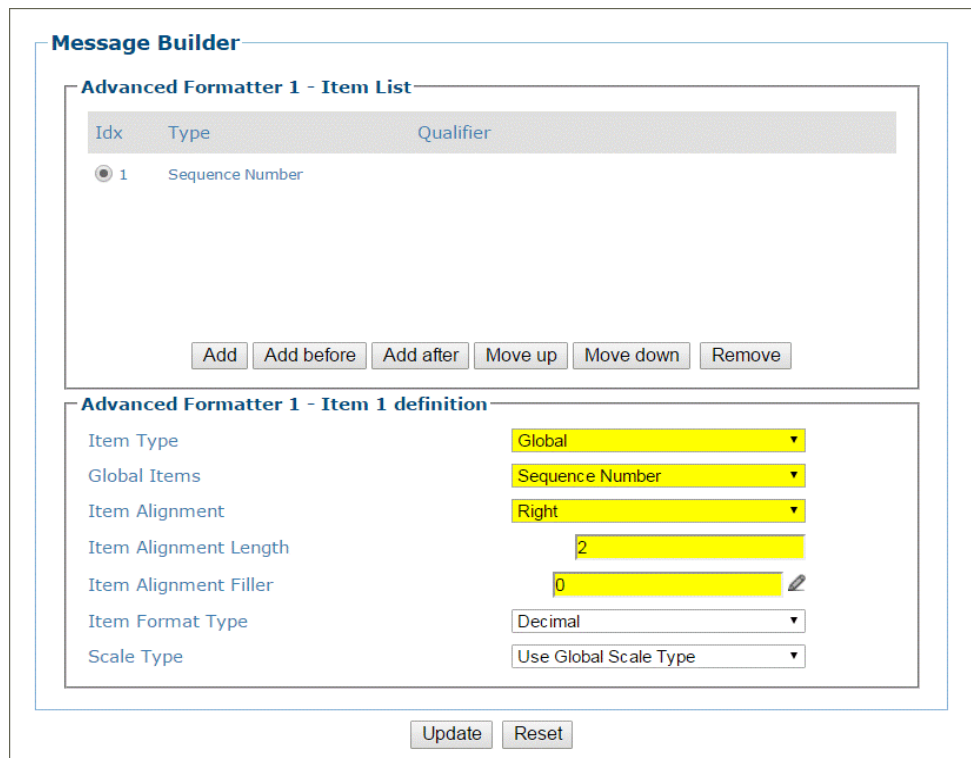 Message Builder
Advanced Formatter 1 - Item List
Idx Type Qualifier
1 Sequence Number
Add Add before Add after Move up Move down Remove
Advanced Formatter 1 - Item 1 definition
Item Type Global
Global Items Sequence Number
Item Alignment Right
Item Alignment Length 2
Item Alignment Filler 0
Item Format Type Decimal
Scale Type Use Global Scale Type
Update Reset